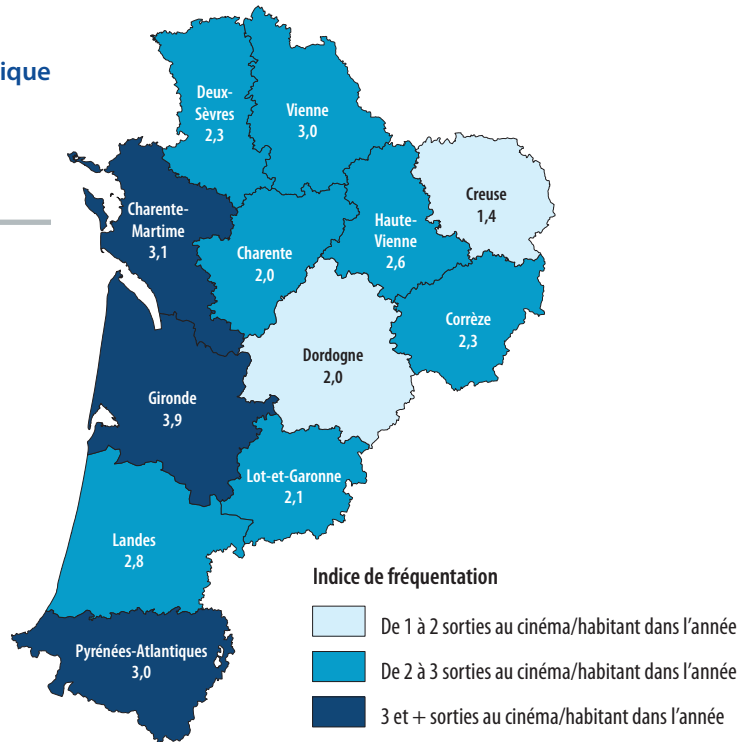 ique
Deux-
Sèvres
2,3
Vienne
3,0
Creuse
1,4
Charente-
Martime
3,1
Charente
2,0
Haute-
Vienne
2,6
Corrèze
2,3
Dordogne
2,0
Gironde
3,9
Lot-et-Garonne
2,1
Landes
2,8
Pyrénées-Atlantiques
3,0
Indice de fréquentation
De 1 à 2 sorties au cinéma/habitant dans l'année
De 2 à 3 sorties au cinéma/habitant dans l'année
3 et + sorties au cinéma/habitant dans l'année